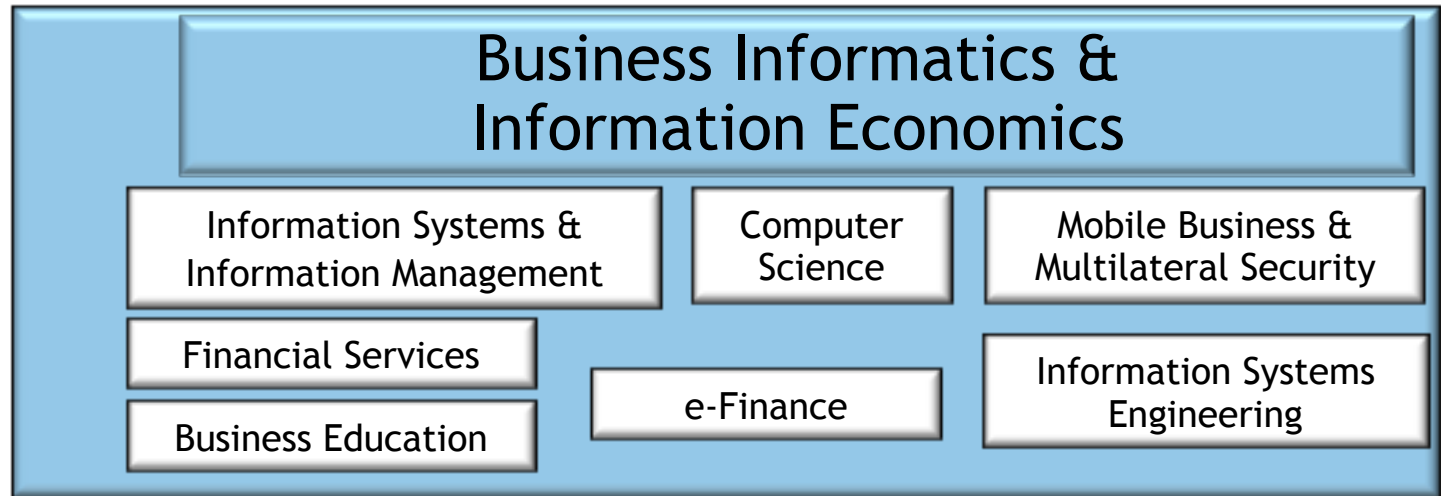 Business Informatics &
Information Economics
Information Systems &
Information Management
Computer
Science
Mobile Business &
Multilateral Security
Financial Services
e-Finance
Information Systems
Engineering
Business Education